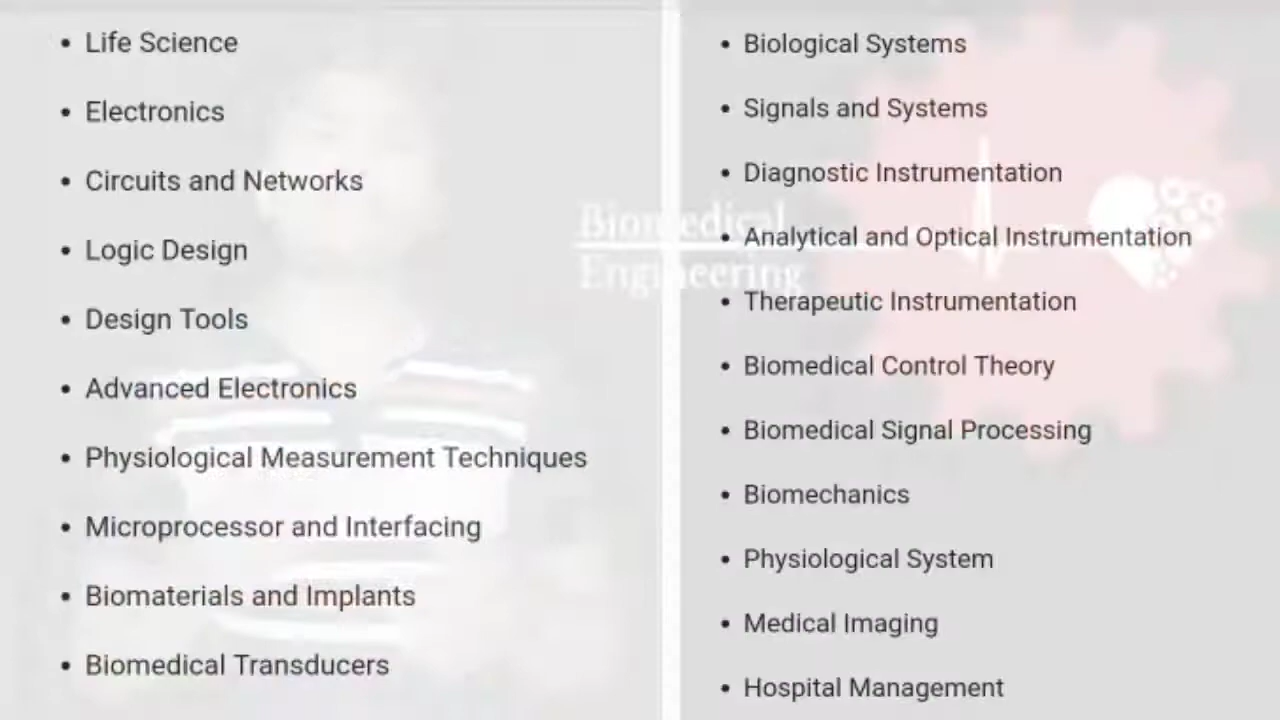 • Life Science
• Electronics
• Circuits and Networks
• Logic Design
• Design Tools
• Advanced Electronics
• Physiological Measurement Techniques
• Microprocessor and Interfacing
• Biomaterials and Implants
• Biomedical Transducers
• Biological Systems
• Signals and Systems
• Diagnostic Instrumentation
• Analytical and Optical Instrumentation
• Therapeutic Instrumentation
• Biomedical Control Theory
• Biomedical Signal Processing
• Biomechanics
• Physiological System
• Medical Imaging
• Hospital Management
Biomedical
Engineering